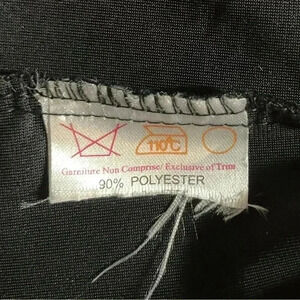 110°C
Garniture Non Comprise/ Exclusive of Trim
90% POLYESTER